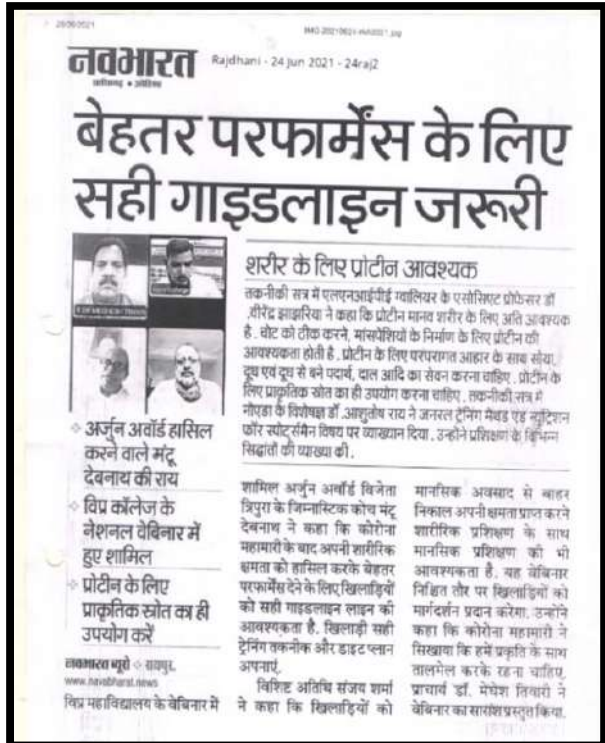 नवभारत
छत्तीसगढ़ • ओडिशा
Rajdhani - 24 Jun 2021 - 24raj2
बेहतर परफार्मेंस के लिए
सही गाइडलाइन जरूरी
शरीर के लिए प्रोटीन आवश्यक
तकनीकी सत्र में एलएनआईपीई ग्वालियर के एसोसिएट प्रोफेसर डॉ
.वीरेंद्र झाझरिया ने कहा कि प्रोटीन मानव शरीर के लिए अति आवश्यक
है . चोट को ठीक करने, मांसपेशियों के निर्माण के लिए प्रोटीन की
आवश्यकता होती है . प्रोटीन के लिए परपरागत आहार के साथ सोया,
दूध एवं दूध से बने पदार्थ, दाल आदि का सेवन करना चाहिए . प्रोटीन के
लिए प्राकृतिक स्रोत का ही उपयोग करना चाहिए . तकनीकी सत्र में
नोएडा के विशेषज्ञ डॉ .आशुतोष राय ने जनरल ट्रेनिंग मेथड एंड न्यूट्रिशन
फॉर स्पोर्ट्समैन विषय पर व्याख्यान दिया . उन्होंने प्रशिक्षण के विभिन्न
सिद्धांतों की व्याख्या की .
❖ अर्जुन अवॉर्ड हासिल
करने वाले मंटू
देबनाथ की राय
❖ विप्र कॉलेज के
नेशनल वेबिनार में
हुए शामिल
❖ प्रोटीन के लिए
प्राकृतिक स्रोत का ही
उपयोग करें
नवभारत ब्यूरो ❖ रायपुर.
www.navabharat.news
विप्र महाविद्यालय के वेबिनार में
शामिल अर्जुन अवॉर्ड विजेता
त्रिपुरा के जिम्नास्टिक कोच मंटू
देबनाथ ने कहा कि कोरोना
महामारी के बाद अपनी शारीरिक
क्षमता को हासिल करके बेहतर
परफार्मेंस देने के लिए खिलाड़ियों
को सही गाइडलाइन लाइन की
आवश्यकता है. खिलाड़ी सही
ट्रेनिंग तकनीक और डाइट प्लान
अपनाएं.
विशिष्ट अतिथि संजय शर्मा
ने कहा कि खिलाड़ियों को
मानसिक अवसाद से बाहर
निकाल अपनी क्षमता प्राप्त करने
शारीरिक प्रशिक्षण के साथ
मानसिक प्रशिक्षण की भी
आवश्यकता है. यह वेबिनार
निश्चित तौर पर खिलाड़ियों को
मार्गदर्शन प्रदान करेगा. उन्होंने
कहा कि कोरोना महामारी ने
सिखाया कि हमें प्रकृति के साथ
तालमेल करके रहना चाहिए.
प्राचार्य डॉ. मेघेश तिवारी ने
वेबिनार का सारांश प्रस्तुत किया.